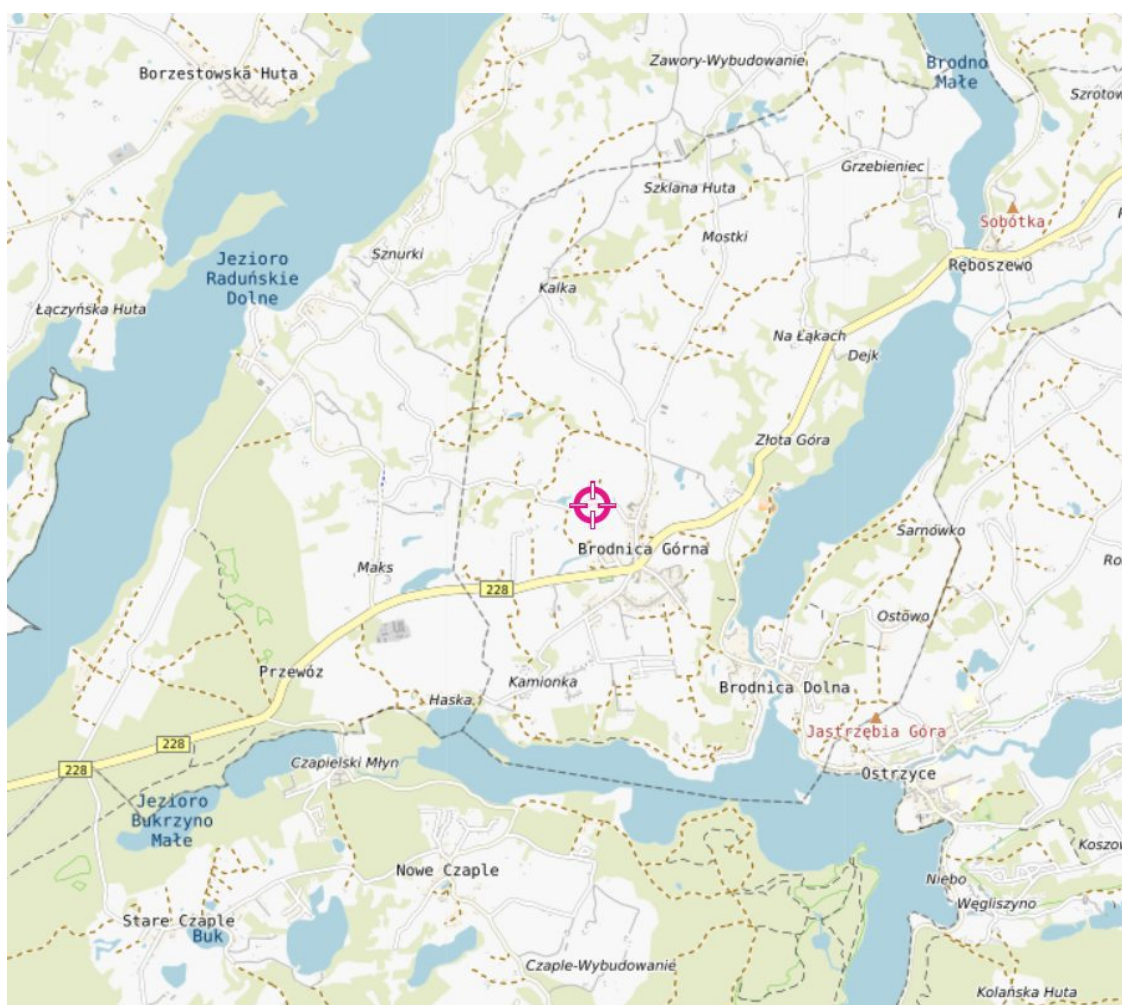 Borzestowska Huta
Zawory-Wybudowanie
Brodno
Małe
Szrotow
Grzebieniec
Szklana Huta
Sobótka
Mostki
Sznurki
Jezioro
Raduńskie
Dolne
Ręboszewo
Kalka
Łączyńska Huta
Na Łąkach
Dejk
Złota Góra
Sarnówko
Brodnica Górna
Maks
Ro
228
Ostōwo
Przewóz
Kamionka
Brodnica Dolna
Haska
Jastrzębia Góra
228
228
Czapielski Młyn
Ostrzyce
Jezioro
Bukrzyno
Małe
Koszow
Nowe Czaple
Niebo
Węgliszyno
Stare Czaple
Buk
Czaple-Wybudowanie
Kolańska Huta